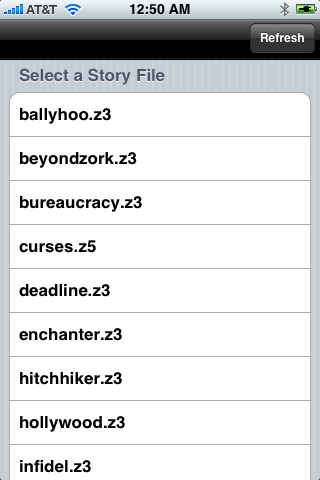 AT&T 12:50 AM
Refresh
Select a Story File
ballyhoo.z3
beyondzork.z3
bureaucracy.z3
curses.z5
deadline.z3
enchanter.z3
hitchhiker.z3
hollywood.z3
infidel.z3